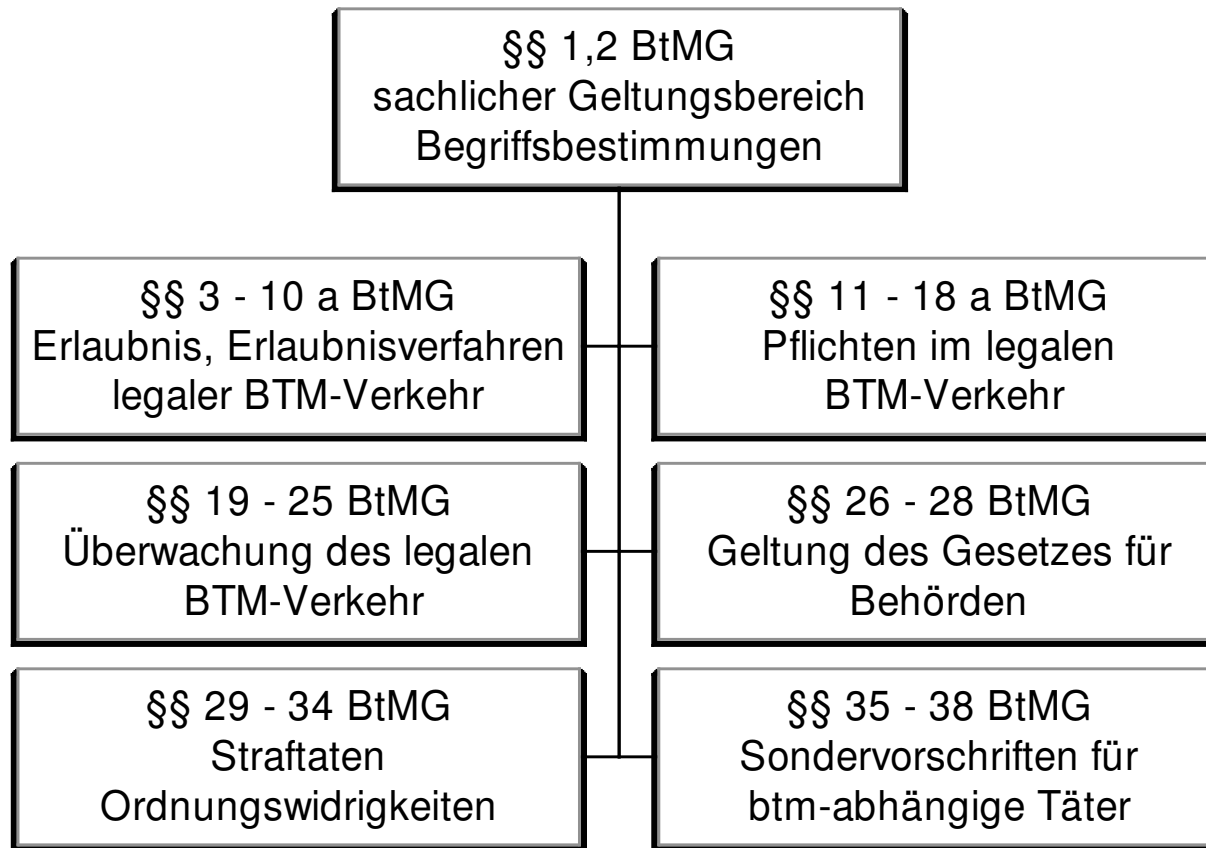 §§ 1,2 BtMG
sachlicher Geltungsbereich
Begriffsbestimmungen
§§ 3 - 10 a BtMG
Erlaubnis, Erlaubnisverfahren
legaler BTM-Verkehr
§§ 11 - 18 a BtMG
Pflichten im legalen
BTM-Verkehr
§§ 19 - 25 BtMG
Überwachung des legalen
BTM-Verkehr
§§ 26 - 28 BtMG
Geltung des Gesetzes für
Behörden
§§ 29 - 34 BtMG
Straftaten
Ordnungswidrigkeiten
§§ 35 - 38 BtMG
Sondervorschriften für
btm-abhängige Täter